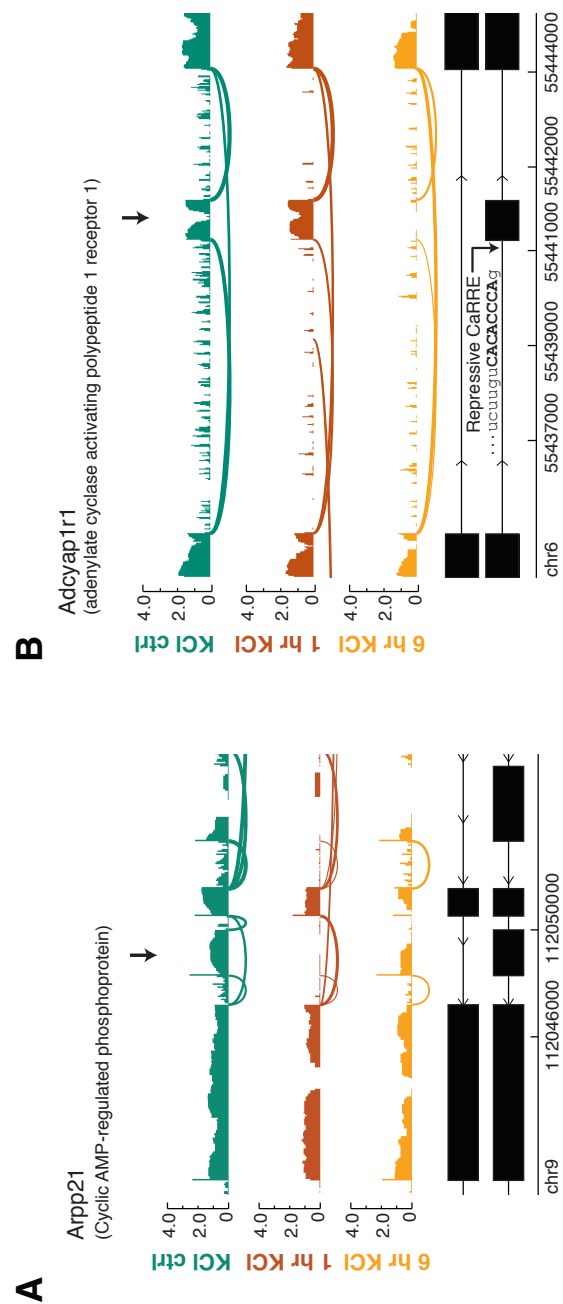 A
Arpp21
(Cyclic AMP-regulated phosphoprotein)
KCl ctrl
4.0
2.0
0
1 hr KCl
4.0
2.0
0
6 hr KCl
4.0
2.0
0
chr9
112046000
112050000
B
Adcyap1r1
(adenylate cyclase activating polypeptide 1 receptor 1)
KCl ctrl
4.0
2.0
0
1 hr KCl
4.0
2.0
0
6 hr KCl
4.0
2.0
0
Repressive CaRRE
....ucuuguCACACCCAg
chr6
55437000
55439000
55441000
55442000
55444000